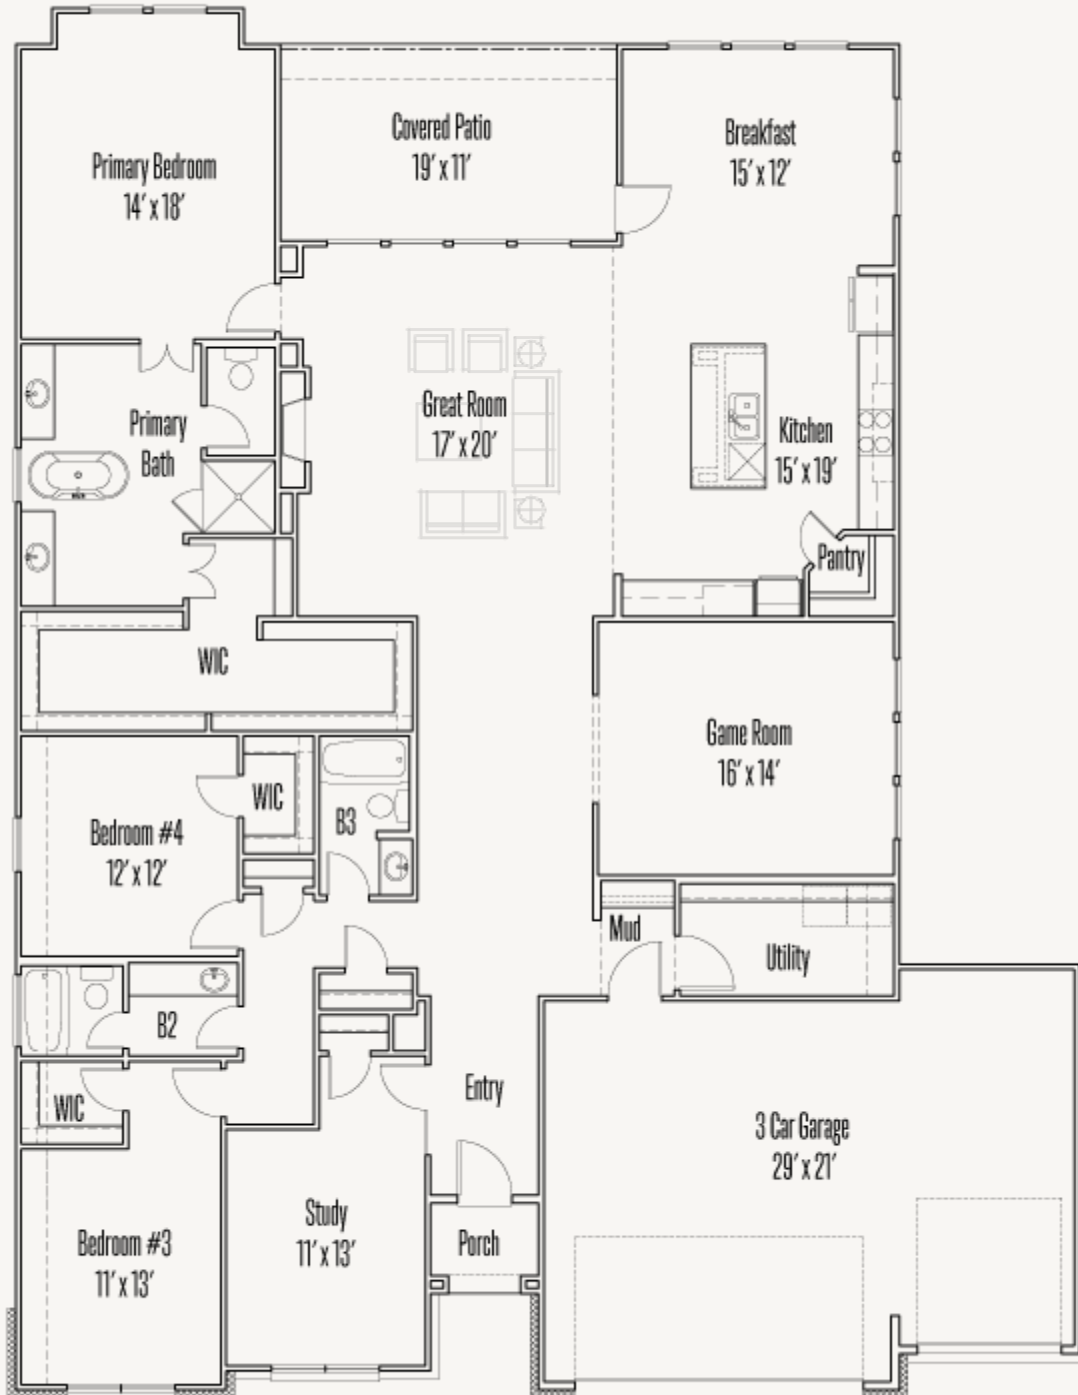 Covered Patio
19' x 11'
Breakfast
15' x 12'
Primary Bedroom
14' x 18'
Great Room
17' x 20'
Primary
Bath
Kitchen
15' x 19'
Pantry
WIC
Game Room
16' x 14'
WIC
B3
Bedroom #4
12' x 12'
Mud
Utility
B2
WIC
Entry
3 Car Garage
29' x 21'
Study
11' x 13'
Porch
Bedroom #3
11' x 13'